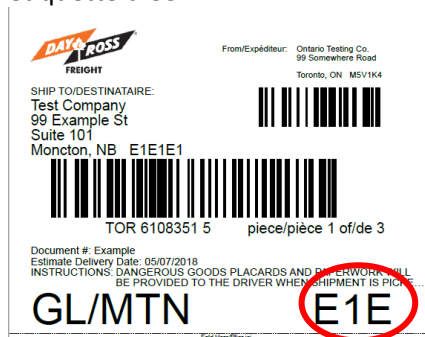 DAY & ROSS
FREIGHT
From/Expéditeur: Ontario Testing Co.
99 Somewhere Road
Toronto, ON M5V1K4
SHIP TO/DESTINATAIRE:
Test Company
99 Example St
Suite 101
Moncton, NB E1E1E1
TOR 6108351 5 piece/pièce 1 of/de 3
Document #: Example
Estimate Delivery Date: 05/07/2018
INSTRUCTIONS: DANGEROUS GOODS PLACARDS AND PAPERWORK WILL
BE PROVIDED TO THE DRIVER WHEN SHIPMENT IS PICKE...
GL/MTN E1E